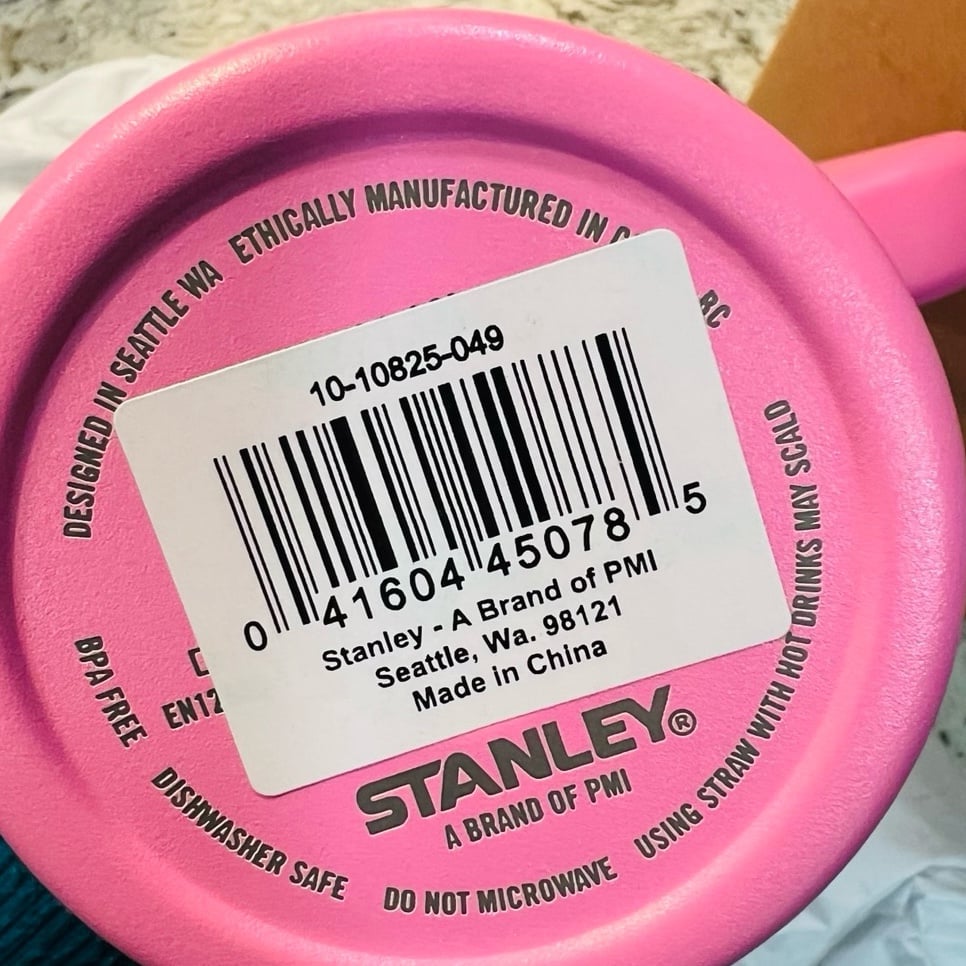 DESIGNED IN SEATTLE WA
ETHICALLY MANUFACTURED IN
10-10825-049
0 41604 45078 5
Stanley - A Brand of PMI
Seattle, Wa. 98121
Made in China
STANLEY®
A BRAND OF PMI
BPA FREE
DISHWASHER SAFE
DO NOT MICROWAVE
USING STRAW WITH HOT DRINKS MAY SCALD